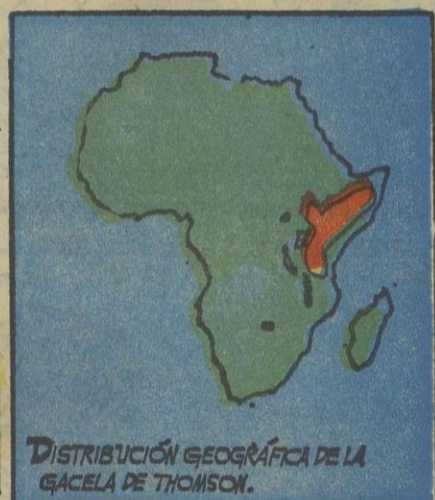 DISTRIBUCIÓN GEOGRÁFICA DE LA
GACELA DE THOMSON.